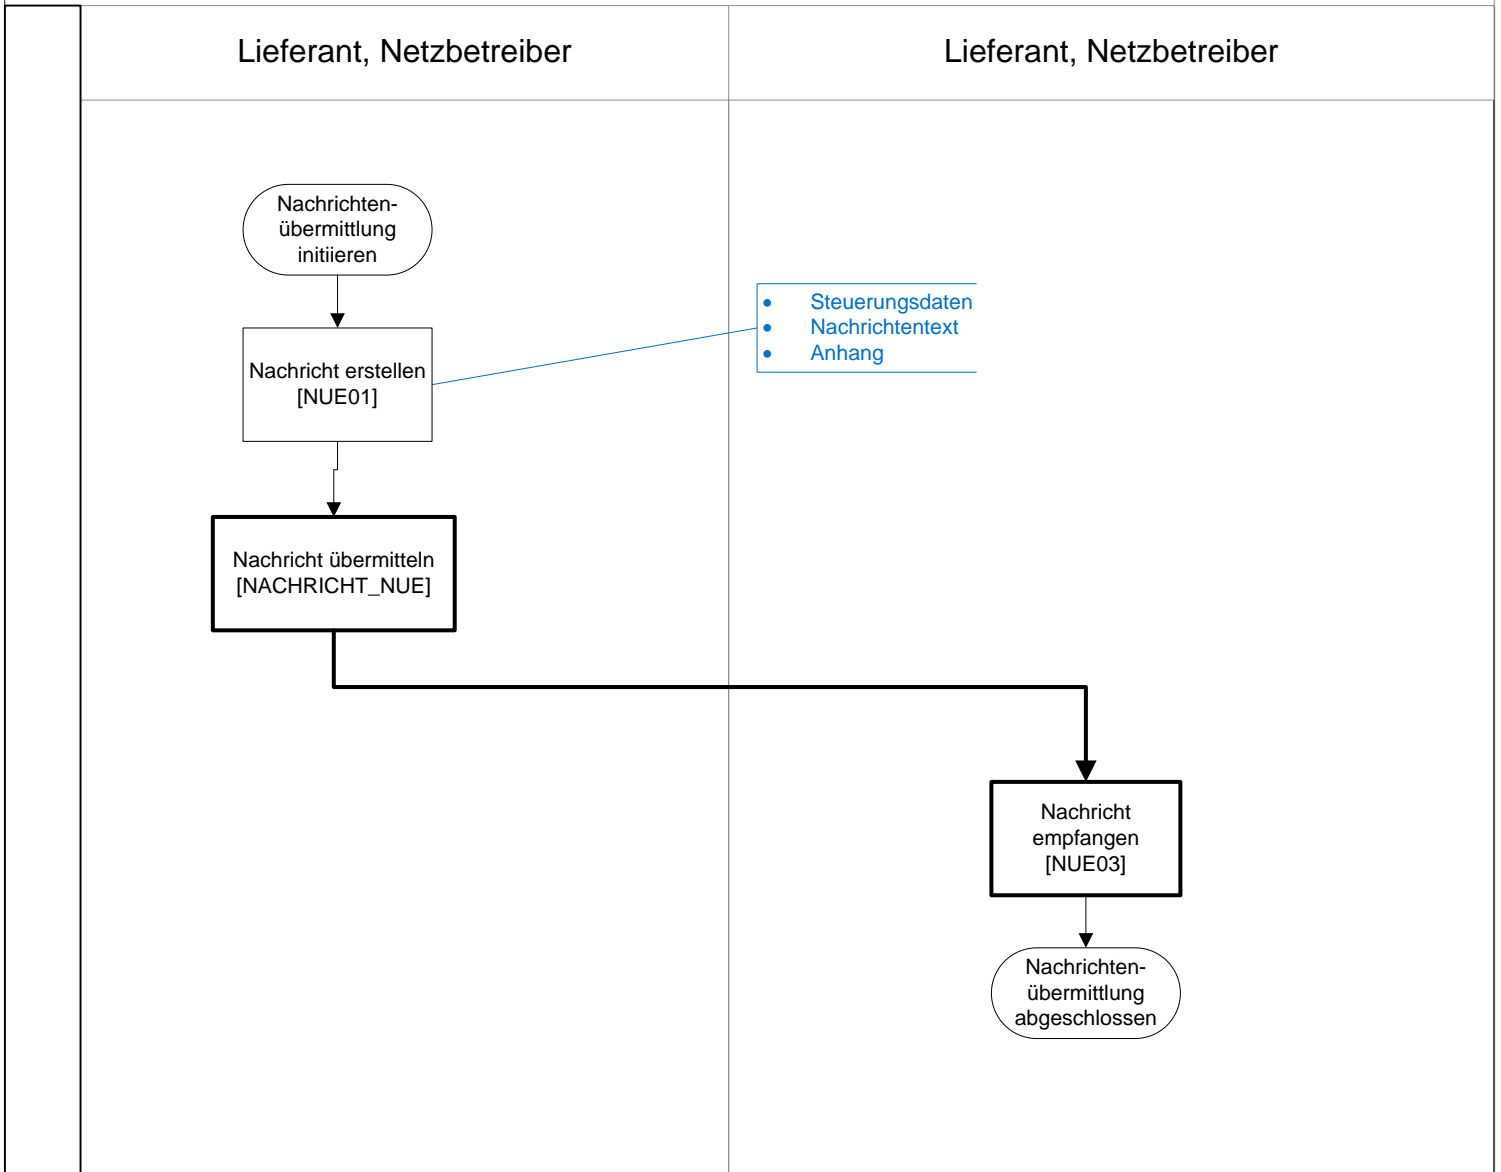 Lieferant, Netzbetreiber
Lieferant, Netzbetreiber
Nachrichten-
übermittlung
initiieren
• Steuerungsdaten
• Nachrichtentext
• Anhang
Nachricht erstellen
[NUE01]
Nachricht übermitteln
[NACHRICHT_NUE]
Nachricht
empfangen
[NUE03]
Nachrichten-
übermittlung
abgeschlossen